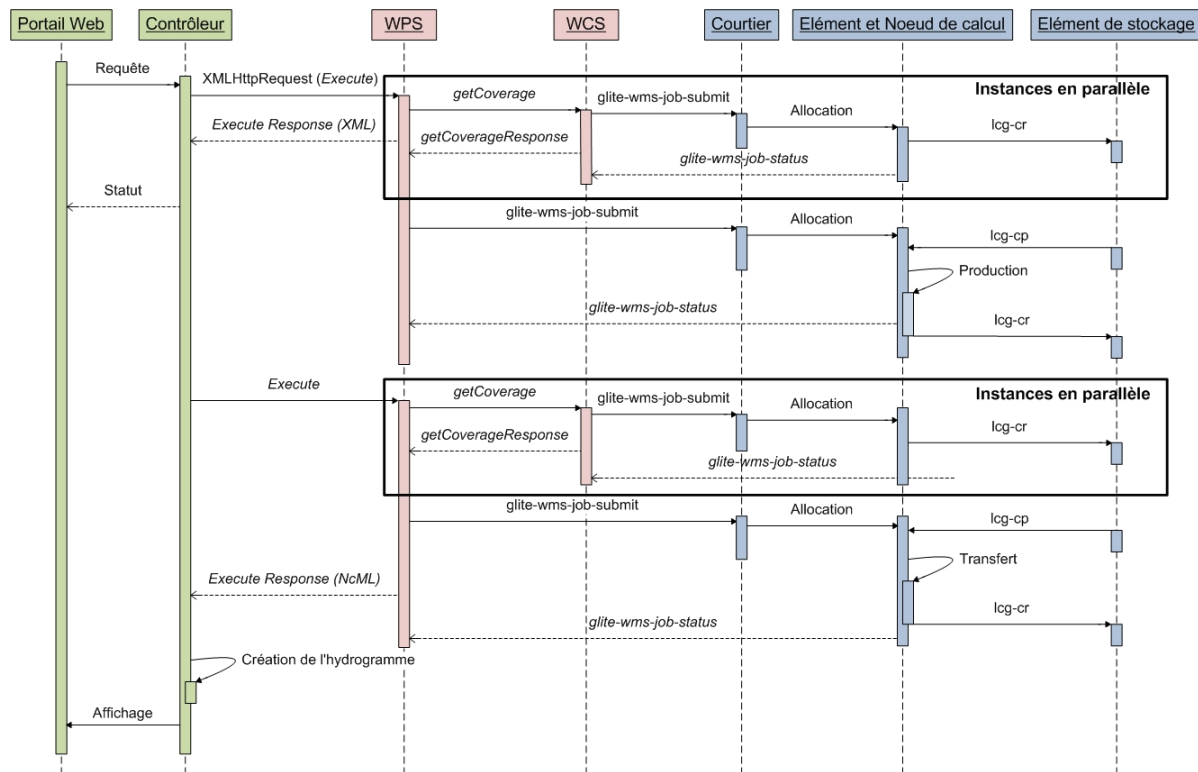 Portail Web
Contrôleur
WPS
WCS
Courtier
Elément et Noeud de calcul
Elément de stockage
Requête
XMLHttpRequest (Execute)
Instances en parallèle
getCoverage
glite-wms-job-submit
Allocation
lcg-cr
Execute Response (XML)
getCoverageResponse
glite-wms-job-status
Statut
glite-wms-job-submit
Allocation
lcg-cp
Production
glite-wms-job-status
lcg-cr
Execute
Instances en parallèle
getCoverage
glite-wms-job-submit
Allocation
lcg-cr
getCoverageResponse
glite-wms-job-status
glite-wms-job-submit
Allocation
lcg-cp
Transfert
Execute Response (NcML)
lcg-cr
glite-wms-job-status
Création de l'hydrogramme
Affichage